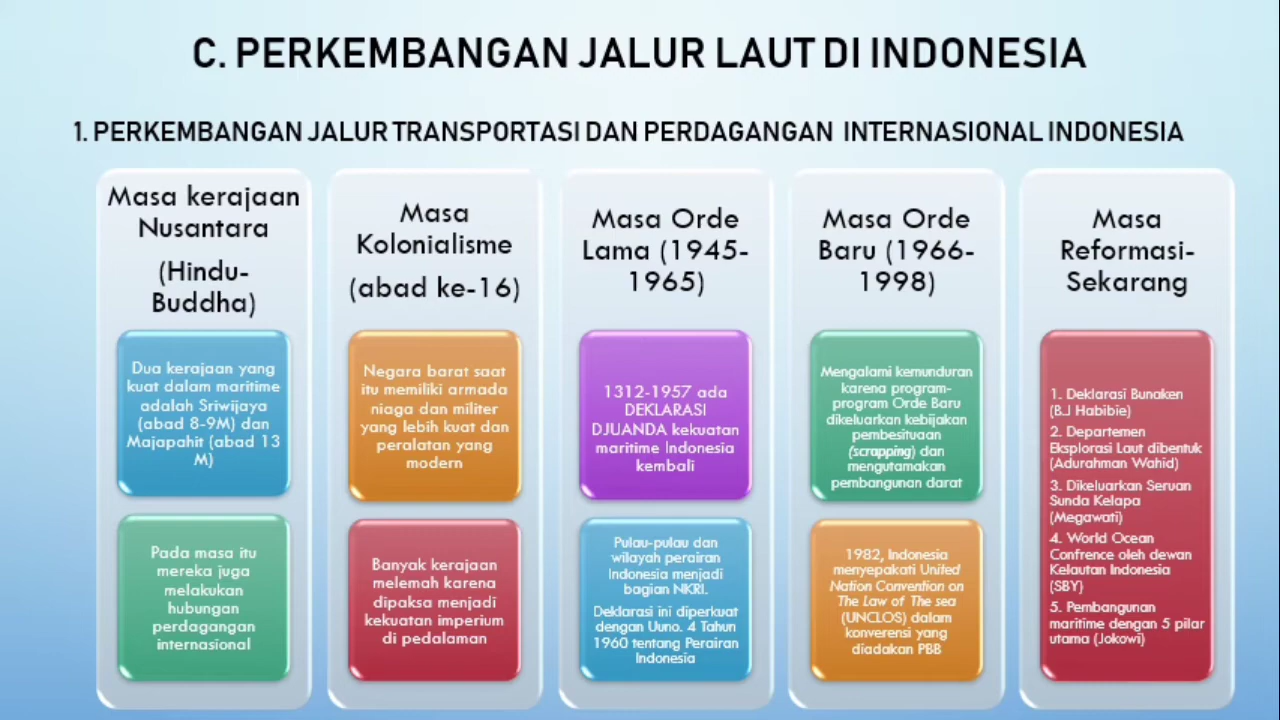 C. PERKEMBANGAN JALUR LAUT DI INDONESIA
1. PERKEMBANGAN JALUR TRANSPORTASI DAN PERDAGANGAN INTERNASIONAL INDONESIA
Masa kerajaan
Nusantara
(Hindu-
Buddha)
Dua kerajaan yang
kuat dalam maritime
adalah Sriwijaya
(abad 8-9M) dan
Majapahit (abad 13
M)
Pada masa itu
mereka juga
melakukan
hubungan
perdagangan
internasional
Masa
Kolonialisme
(abad ke-16)
Negara barat saat
itu memiliki armada
niaga dan militer
yang lebih kuat dan
peralatan yang
modern
Banyak kerajaan
melemah karena
dipaksa menjadi
kekuatan imperium
di pedalaman
Masa Orde
Lama (1945-
1965)
1312-1957 ada
DEKLARASI
DJUANDA kekuatan
maritime Indonesia
kembali
Pulau-pulau dan
wilayah perairan
Indonesia menjadi
bagian NKRI.
Deklarasi ini diperkuat
dengan Uuno. 4 Tahun
1960 tentang Perairan
Indonesia
Masa Orde
Baru (1966-
1998)
Mengalami kemunduran
karena program-
program Orde Baru
dikeluarkan kebijakan
pembesituaan
(scrapping) dan
mengutamakan
pembangunan darat
1982, Indonesia
menyepakati United
Nation Convention on
The Law of The sea
(UNCLOS) dalam
konverensi yang
diadakan PBB
Masa
Reformasi-
Sekarang
1. Deklarasi Bunaken
(B.J Habibie)
2. Departemen
Eksplorasi Laut dibentuk
(Adurahman Wahid)
3. Dikeluarkan Seruan
Sunda Kelapa
(Megawati)
4. World Ocean
Confrence oleh dewan
Kelautan Indonesia
(SBY)
5. Pembangunan
maritime dengan 5 pilar
utama (Jokowi)